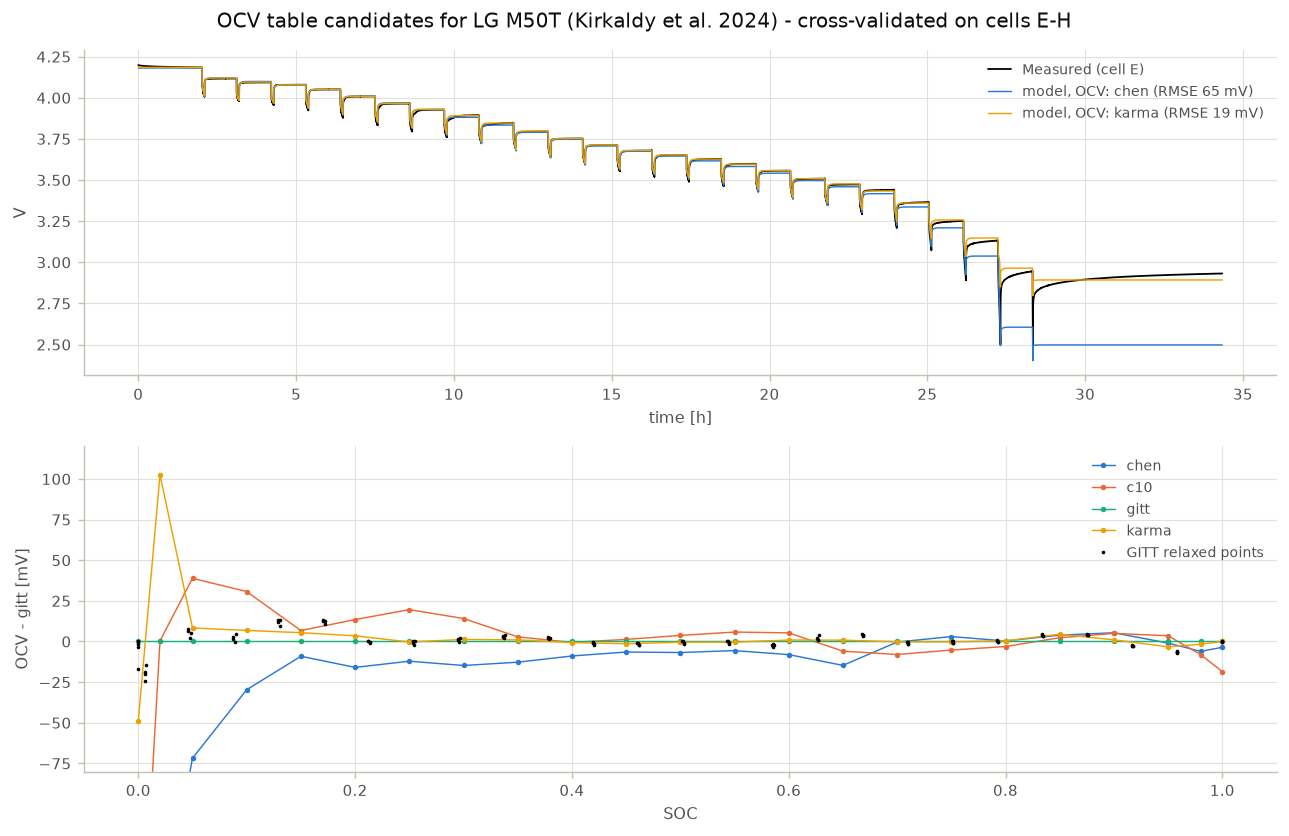 OCV table candidates for LG M50T (Kirkaldy et al. 2024) - cross-validated on cells E-H
4.25
4.00
3.75
3.50
3.25
3.00
2.75
2.50
V
Measured (cell E)
model, OCV: chen (RMSE 65 mV)
model, OCV: karma (RMSE 19 mV)
0 5 10 15 20 25 30 35
time [h]
100
75
50
25
0
−25
−50
−75
OCV - gitt [mV]
chen
c10
gitt
karma
GITT relaxed points
0.0 0.2 0.4 0.6 0.8 1.0
SOC